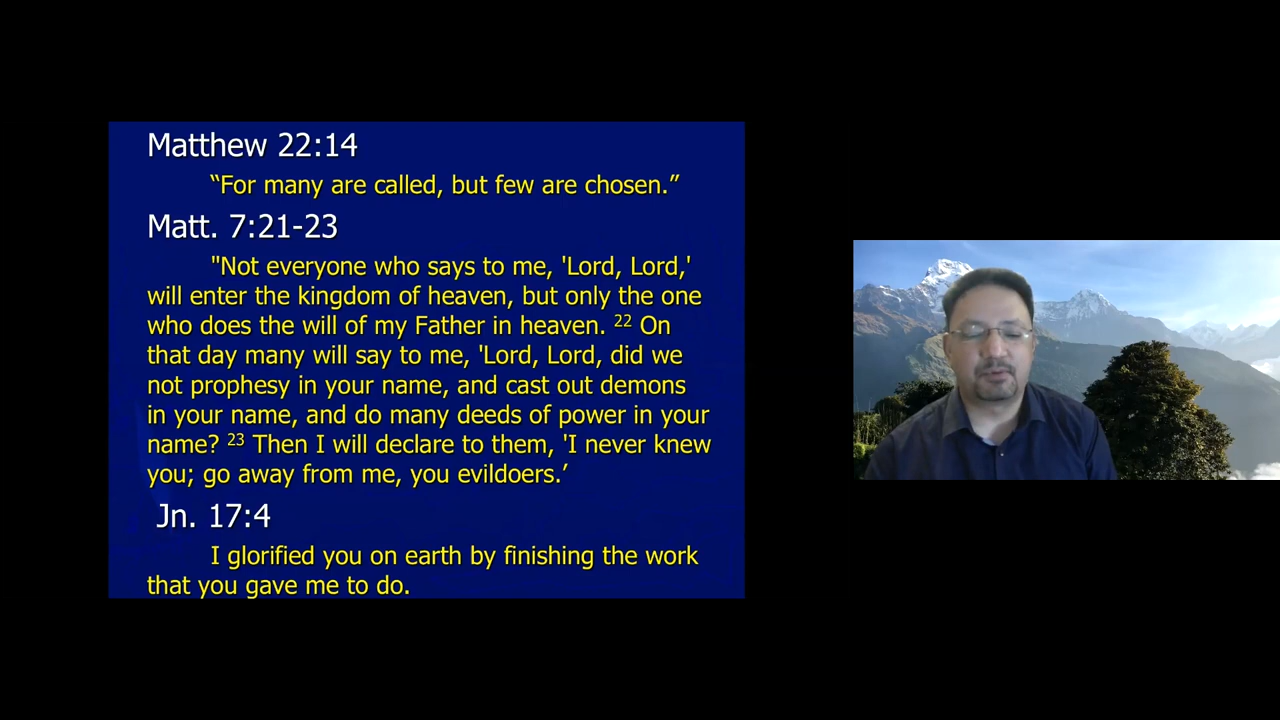 Matthew 22:14
“For many are called, but few are chosen.”
Matt. 7:21-23
"Not everyone who says to me, 'Lord, Lord,'
will enter the kingdom of heaven, but only the one
who does the will of my Father in heaven. 22 On
that day many will say to me, 'Lord, Lord, did we
not prophesy in your name, and cast out demons
in your name, and do many deeds of power in your
name? 23 Then I will declare to them, 'I never knew
you; go away from me, you evildoers.’
Jn. 17:4
I glorified you on earth by finishing the work
that you gave me to do.